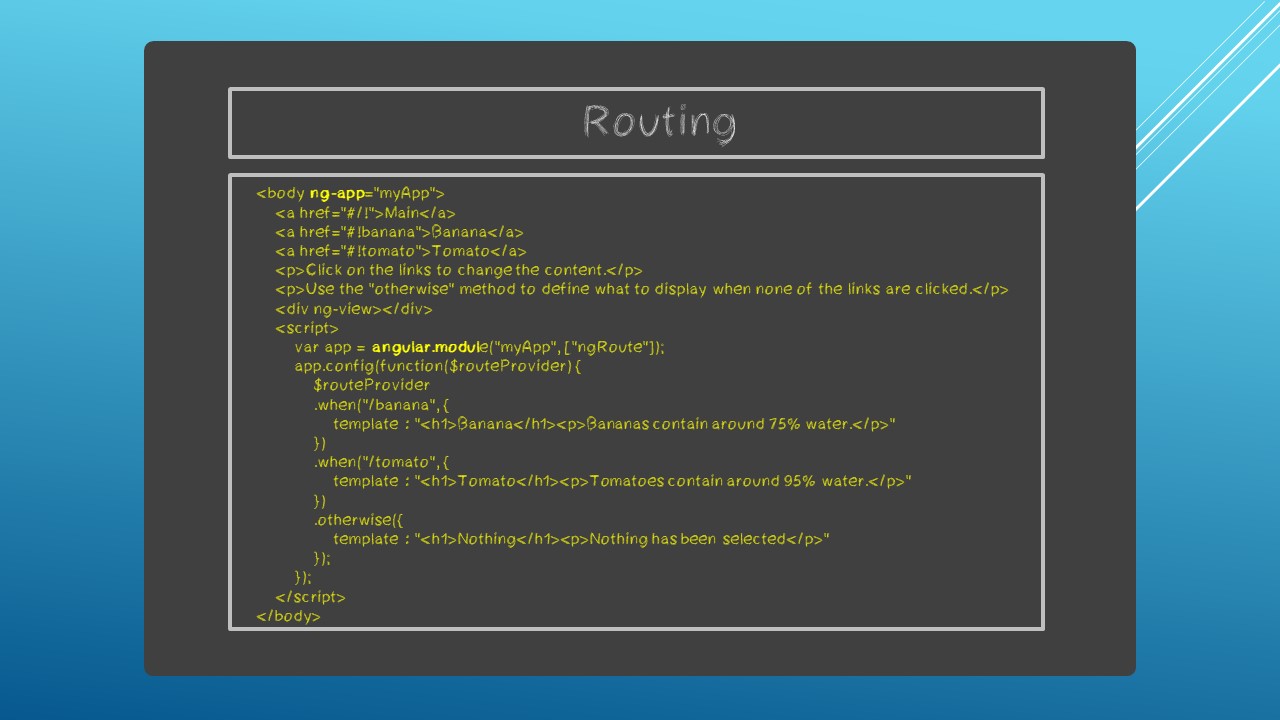 Routing
<body ng-app="myApp">
<a href="#/!">Main</a>
<a href="#!banana">Banana</a>
<a href="#!tomato">Tomato</a>
<p>Click on the links to change the content.</p>
<p>Use the "otherwise" method to define what to display when none of the links are clicked.</p>
<div ng-view></div>
<script>
var app = angular.module("myApp", ["ngRoute"]);
app.config(function($routeProvider) {
$routeProvider
.when("/banana", {
template : "<h1>Banana</h1><p>Bananas contain around 75% water.</p>"
})
.when("/tomato", {
template : "<h1>Tomato</h1><p>Tomatoes contain around 95% water.</p>"
})
.otherwise({
template : "<h1>Nothing</h1><p>Nothing has been selected</p>"
});
});
</script>
</body>